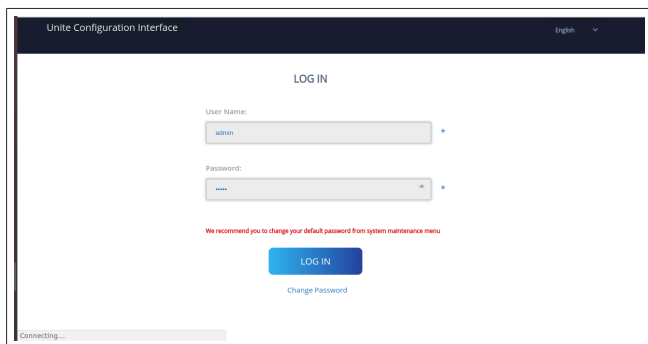 Unite Configuration Interface
English
LOG IN
User Name:
admin
*
Password:
•••••
*
We recommend you to change your default password from system maintenance menu
LOG IN
Change Password
Connecting...